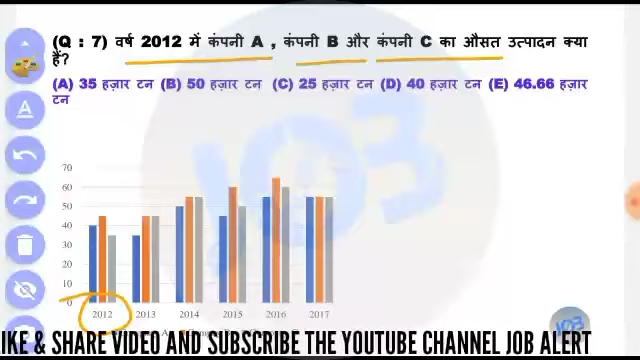 (Q : 7) वर्ष 2012 में कंपनी A , कंपनी B और कंपनी C का औसत उत्पादन क्या
हैं?
(A) 35 हज़ार टन (B) 50 हज़ार टन (C) 25 हज़ार टन (D) 40 हज़ार टन (E) 46.66 हज़ार
टन
70
60
50
40
30
20
10
0
2012 2013 2014 2015 2016 2017
IKE & SHARE VIDEO AND SUBSCRIBE THE YOUTUBE CHANNEL JOB ALERT